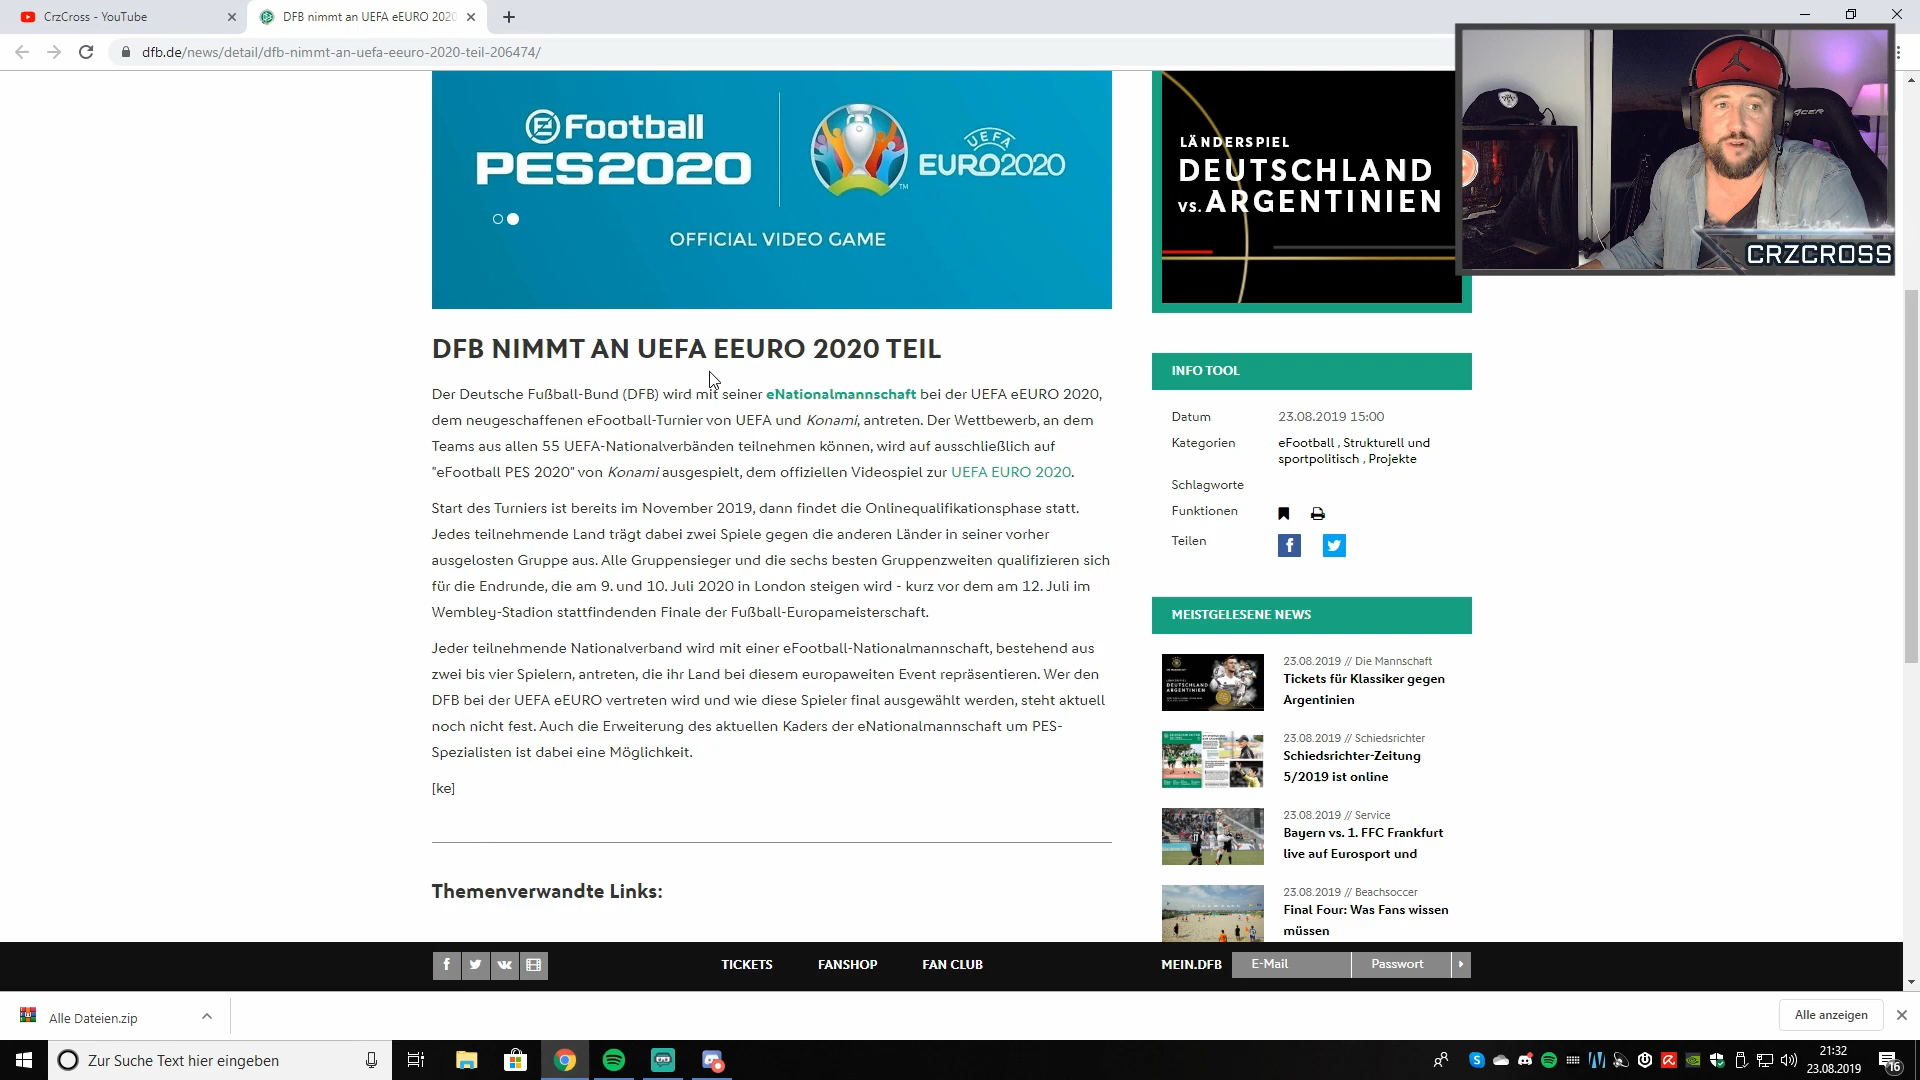 CrzCross - YouTube
DFB nimmt an UEFA eEURO 2020
dfb.de/news/detail/dfb-nimmt-an-uefa-eeuro-2020-teil-206474/
eFootball
PES2020
UEFA
EURO2020
TM
OFFICIAL VIDEO GAME
LÄNDERSPIEL
DEUTSCHLAND
VS. ARGENTINIEN
ACER
CRZCROSS
DFB NIMMT AN UEFA EEURO 2020 TEIL
Der Deutsche Fußball-Bund (DFB) wird mit seiner eNationalmannschaft bei der UEFA eEURO 2020,
dem neugeschaffenen eFootball-Turnier von UEFA und Konami, antreten. Der Wettbewerb, an dem
Teams aus allen 55 UEFA-Nationalverbänden teilnehmen können, wird auf ausschließlich auf
"eFootball PES 2020" von Konami ausgespielt, dem offiziellen Videospiel zur UEFA EURO 2020.
Start des Turniers ist bereits im November 2019, dann findet die Onlinequalifikationsphase statt.
Jedes teilnehmende Land trägt dabei zwei Spiele gegen die anderen Länder in seiner vorher
ausgelosten Gruppe aus. Alle Gruppensieger und die sechs besten Gruppenzweiten qualifizieren sich
für die Endrunde, die am 9. und 10. Juli 2020 in London steigen wird - kurz vor dem am 12. Juli im
Wembley-Stadion stattfindenden Finale der Fußball-Europameisterschaft.
Jeder teilnehmende Nationalverband wird mit einer eFootball-Nationalmannschaft, bestehend aus
zwei bis vier Spielern, antreten, die ihr Land bei diesem europaweiten Event repräsentieren. Wer den
DFB bei der UEFA eEURO vertreten wird und wie diese Spieler final ausgewählt werden, steht aktuell
noch nicht fest. Auch die Erweiterung des aktuellen Kaders der eNationalmannschaft um PES-
Spezialisten ist dabei eine Möglichkeit.
[ke]
Themenverwandte Links:
INFO TOOL
Datum 23.08.2019 15:00
Kategorien eFootball , Strukturell und
sportpolitisch , Projekte
Schlagworte
Funktionen
Teilen
MEISTGELESENE NEWS
23.08.2019 // Die Mannschaft
Tickets für Klassiker gegen
Argentinien
23.08.2019 // Schiedsrichter
Schiedsrichter-Zeitung
5/2019 ist online
23.08.2019 // Service
Bayern vs. 1. FFC Frankfurt
live auf Eurosport und
23.08.2019 // Beachsoccer
Final Four: Was Fans wissen
müssen
TICKETS FANSHOP FAN CLUB MEIN.DFB E-Mail Passwort
Alle Dateien.zip
Alle anzeigen
Zur Suche Text hier eingeben
21:32
23.08.2019
16